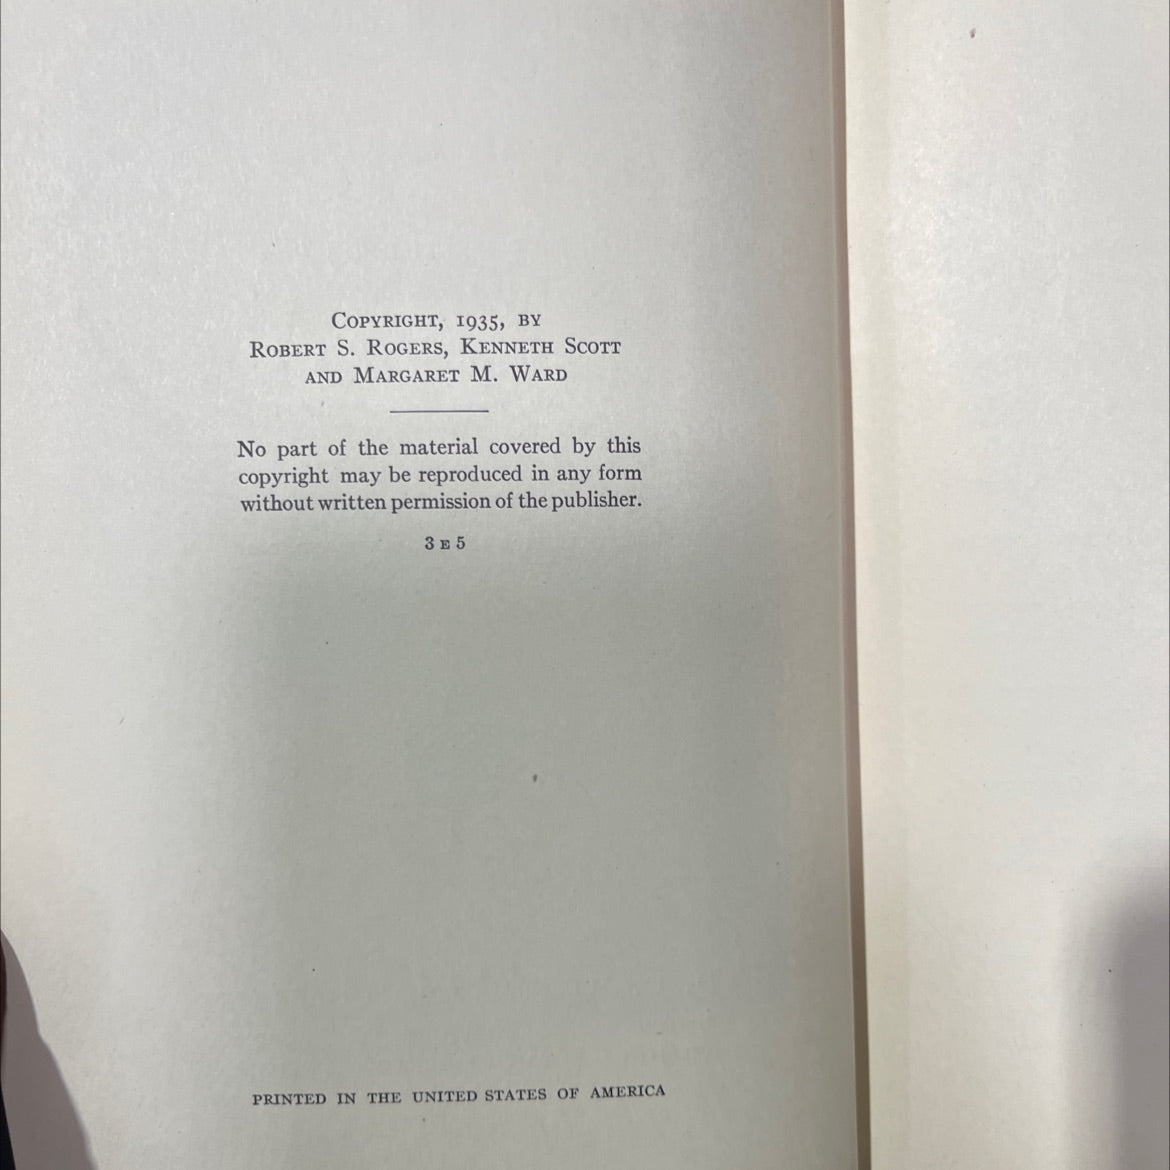 Copyright, 1935, by
Robert S. Rogers, Kenneth Scott
and Margaret M. Ward
No part of the material covered by this
copyright may be reproduced in any form
without written permission of the publisher.
3 E 5
PRINTED IN THE UNITED STATES OF AMERICA